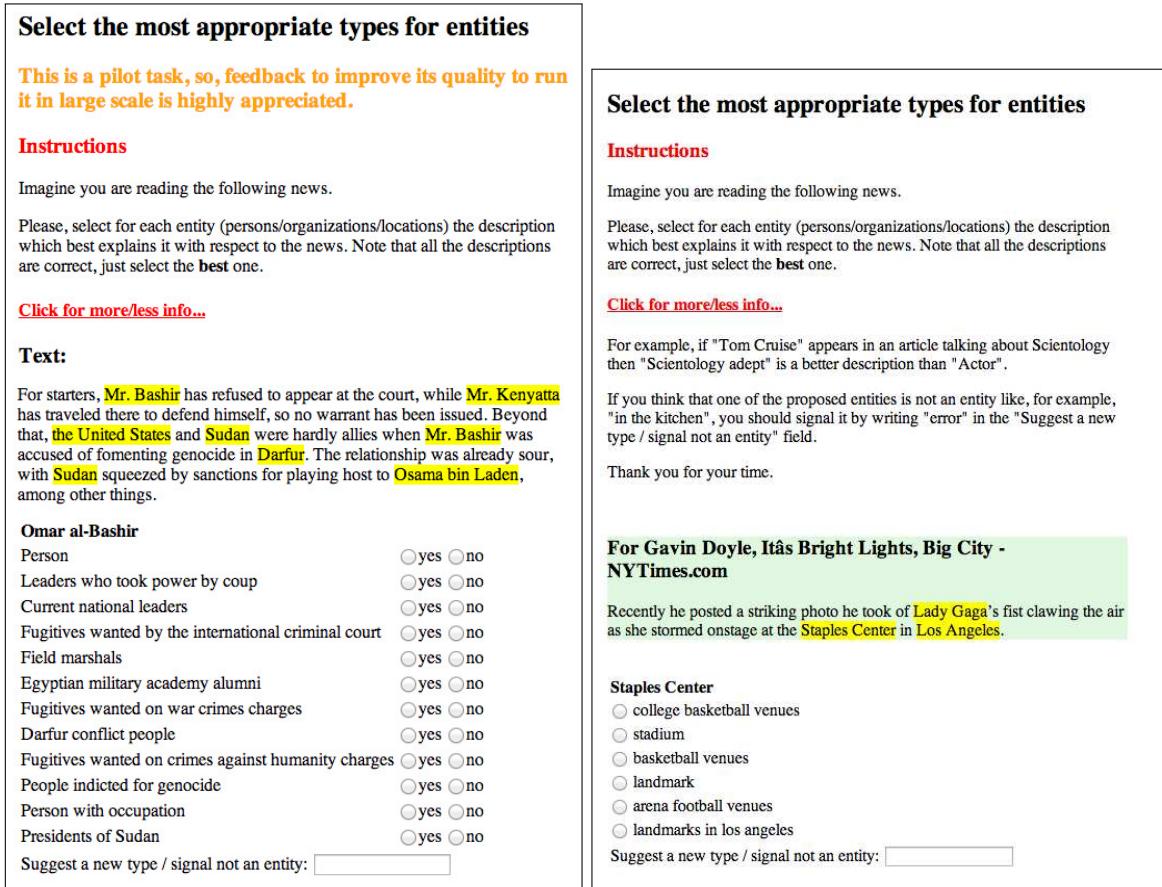 Select the most appropriate types for entities
This is a pilot task, so, feedback to improve its quality to run
it in large scale is highly appreciated.
Instructions
Imagine you are reading the following news.
Please, select for each entity (persons/organizations/locations) the description
which best explains it with respect to the news. Note that all the descriptions
are correct, just select the best one.
Click for more/less info...
Text:
For starters, Mr. Bashir has refused to appear at the court, while Mr. Kenyatta
has traveled there to defend himself, so no warrant has been issued. Beyond
that, the United States and Sudan were hardly allies when Mr. Bashir was
accused of fomenting genocide in Darfur. The relationship was already sour,
with Sudan squeezed by sanctions for playing host to Osama bin Laden,
among other things.
Omar al-Bashir
Person yes no
Leaders who took power by coup yes no
Current national leaders yes no
Fugitives wanted by the international criminal court yes no
Field marshals yes no
Egyptian military academy alumni yes no
Fugitives wanted on war crimes charges yes no
Darfur conflict people yes no
Fugitives wanted on crimes against humanity charges yes no
People indicted for genocide yes no
Person with occupation yes no
Presidents of Sudan yes no
Suggest a new type / signal not an entity:
Select the most appropriate types for entities
Instructions
Imagine you are reading the following news.
Please, select for each entity (persons/organizations/locations) the description
which best explains it with respect to the news. Note that all the descriptions
are correct, just select the best one.
Click for more/less info...
For example, if "Tom Cruise" appears in an article talking about Scientology
then "Scientology adept" is a better description than "Actor".
If you think that one of the proposed entities is not an entity like, for example,
"in the kitchen", you should signal it by writing "error" in the "Suggest a new
type / signal not an entity" field.
Thank you for your time.
For Gavin Doyle, Itâs Bright Lights, Big City -
NYTimes.com
Recently he posted a striking photo he took of Lady Gaga's fist clawing the air
as she stormed onstage at the Staples Center in Los Angeles.
Staples Center
college basketball venues
stadium
basketball venues
landmark
arena football venues
landmarks in los angeles
Suggest a new type / signal not an entity: